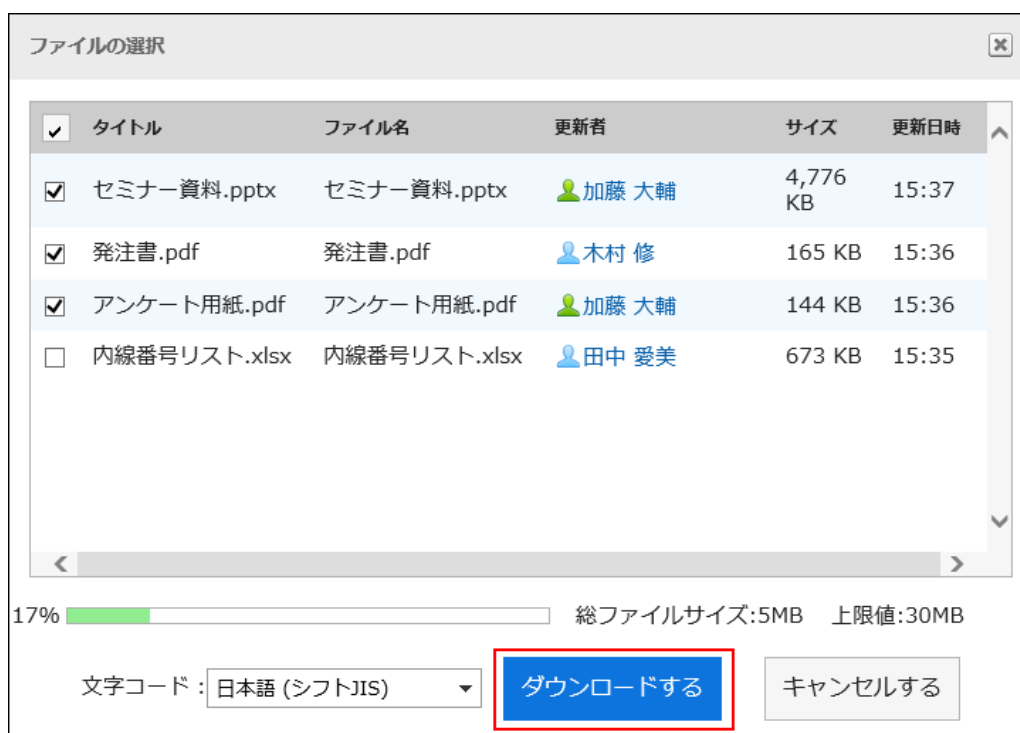 ファイルの選択
タイトル ファイル名 更新者 サイズ 更新日時
セミナー資料.pptx セミナー資料.pptx 加藤 大輔 4,776 KB 15:37
発注書.pdf 発注書.pdf 木村 修 165 KB 15:36
アンケート用紙.pdf アンケート用紙.pdf 加藤 大輔 144 KB 15:36
内線番号リスト.xlsx 内線番号リスト.xlsx 田中 愛美 673 KB 15:35
17% 総ファイルサイズ:5MB 上限値:30MB
文字コード : 日本語 (シフトJIS) ダウンロードする キャンセルする